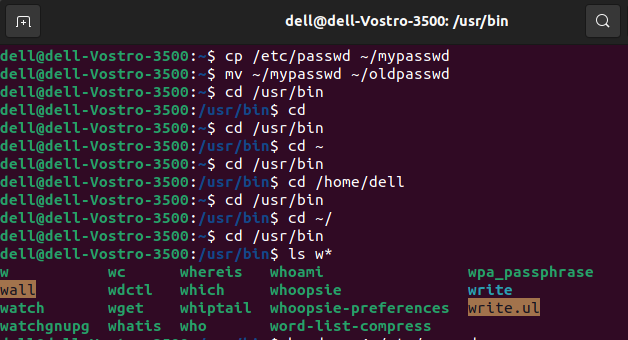 dell@dell-Vostro-3500: /usr/bin
dell@dell-Vostro-3500:~$ cp /etc/passwd ~/mypasswd
dell@dell-Vostro-3500:~$ mv ~/mypasswd ~/oldpasswd
dell@dell-Vostro-3500:~$ cd /usr/bin
dell@dell-Vostro-3500:/usr/bin$ cd
dell@dell-Vostro-3500:~$ cd /usr/bin
dell@dell-Vostro-3500:/usr/bin$ cd ~
dell@dell-Vostro-3500:~$ cd /usr/bin
dell@dell-Vostro-3500:/usr/bin$ cd /home/dell
dell@dell-Vostro-3500:~$ cd /usr/bin
dell@dell-Vostro-3500:/usr/bin$ cd ~/
dell@dell-Vostro-3500:~$ cd /usr/bin
dell@dell-Vostro-3500:/usr/bin$ ls w*
w wc whereis whoami wpa_passphrase
wall wdctl which whoopsie write
watch wget whiptail whoopsie-preferences write.ul
watchgnupg whatis who word-list-compress